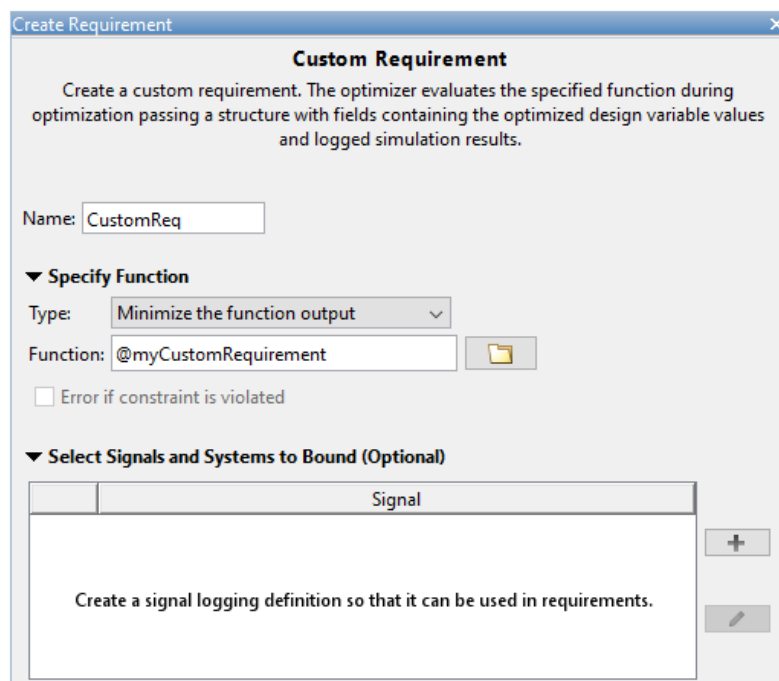 Create Requirement
Custom Requirement
Create a custom requirement. The optimizer evaluates the specified function during
optimization passing a structure with fields containing the optimized design variable values
and logged simulation results.
Name: CustomReq
Specify Function
Type: Minimize the function output
Function: @myCustomRequirement
Error if constraint is violated
Select Signals and Systems to Bound (Optional)
Signal
Create a signal logging definition so that it can be used in requirements.